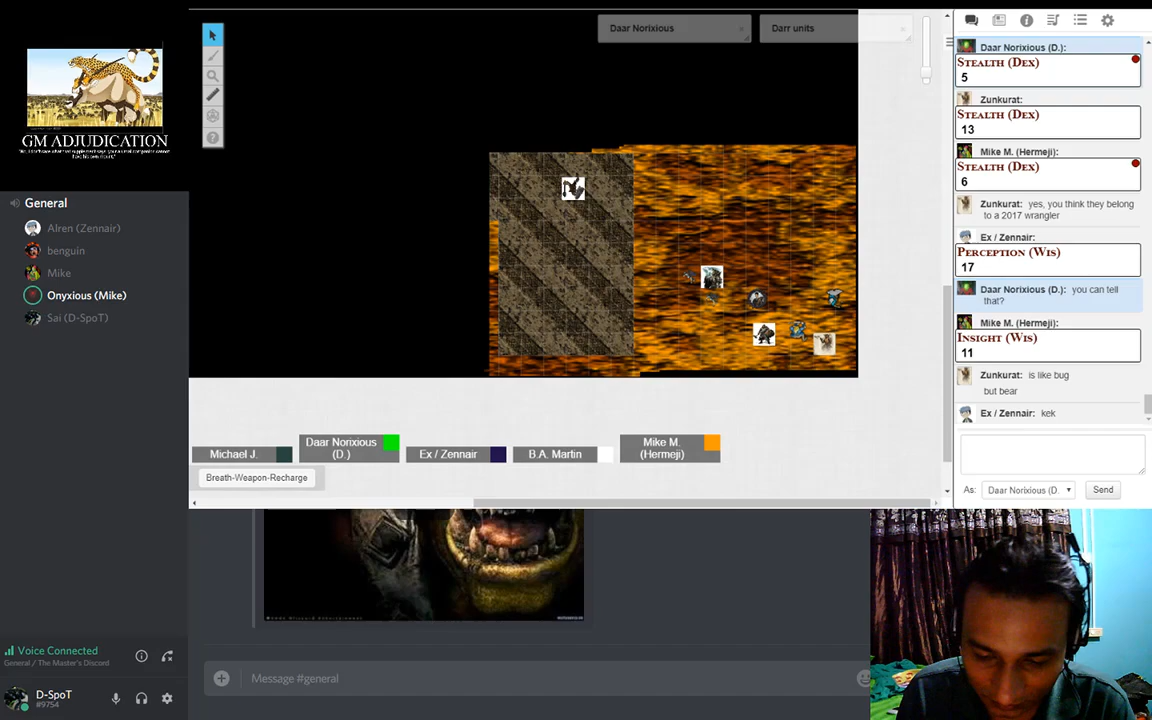 GM ADJUDICATION
General
Alren (Zennair)
benguin
Mike
Onyxious (Mike)
Sai (D-SpoT)
Voice Connected
General / The Master's Discord
D-SpoT
#9754
Daar Norixious
Darr units
Michael J.
Daar Norixious
(D.)
Ex / Zennair
B.A. Martin
Mike M.
(Hermeji)
Breath-Weapon-Recharge
Message #general
Daar Norixious (D.):
STEALTH (DEX)
5
Zunkurat:
STEALTH (DEX)
13
Mike M. (Hermeji):
STEALTH (DEX)
6
Zunkurat: yes, you think they belong
to a 2017 wrangler
Ex / Zennair:
PERCEPTION (WIS)
17
Daar Norixious (D.): you can tell
that?
Mike M. (Hermeji):
INSIGHT (WIS)
11
Zunkurat: is like bug
but bear
Ex / Zennair: kek
As: Daar Norixious (D. Send